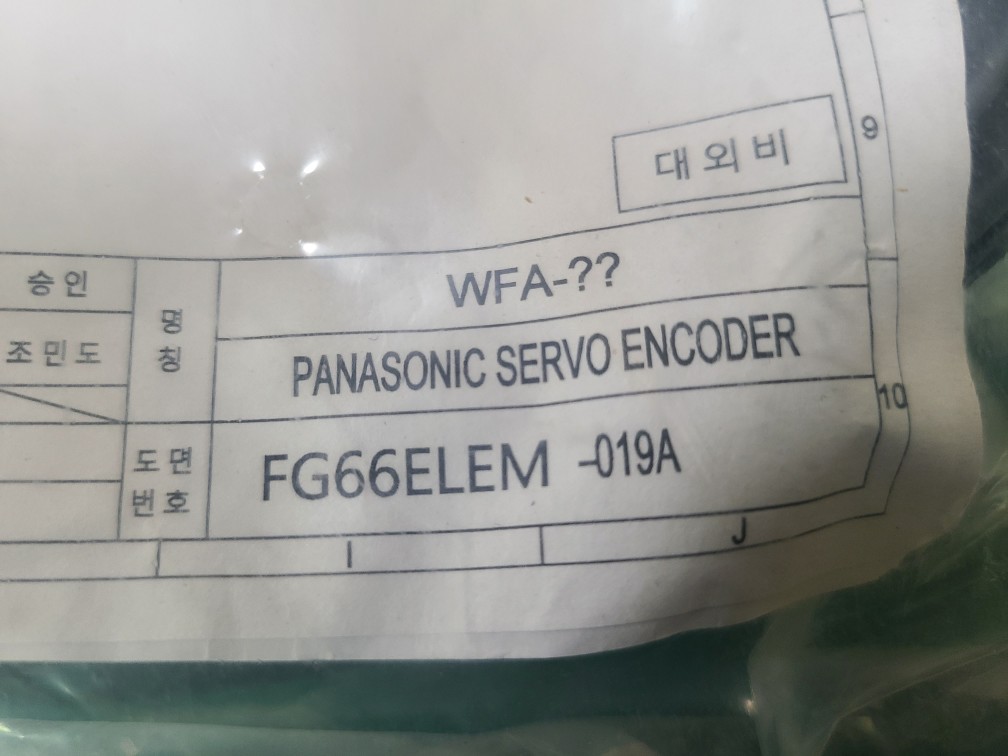 9
대외비
승인
명칭
WFA-??
조민도
PANASONIC SERVO ENCODER
10
도면번호
FG66ELEM -019A
I
J